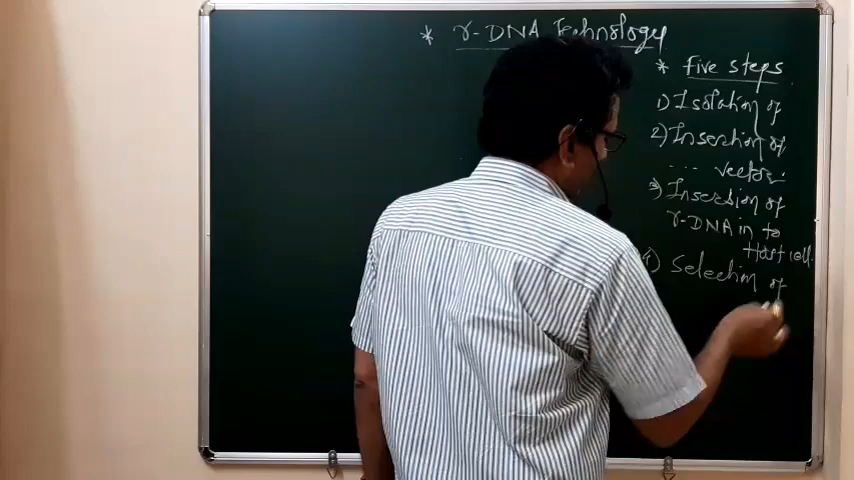 * r-DNA Technology
* Five steps
1) Isolation of
2) Insertion of
... vector.
3) Insertion of
r-DNA in to
Host cell.
4) Selection of